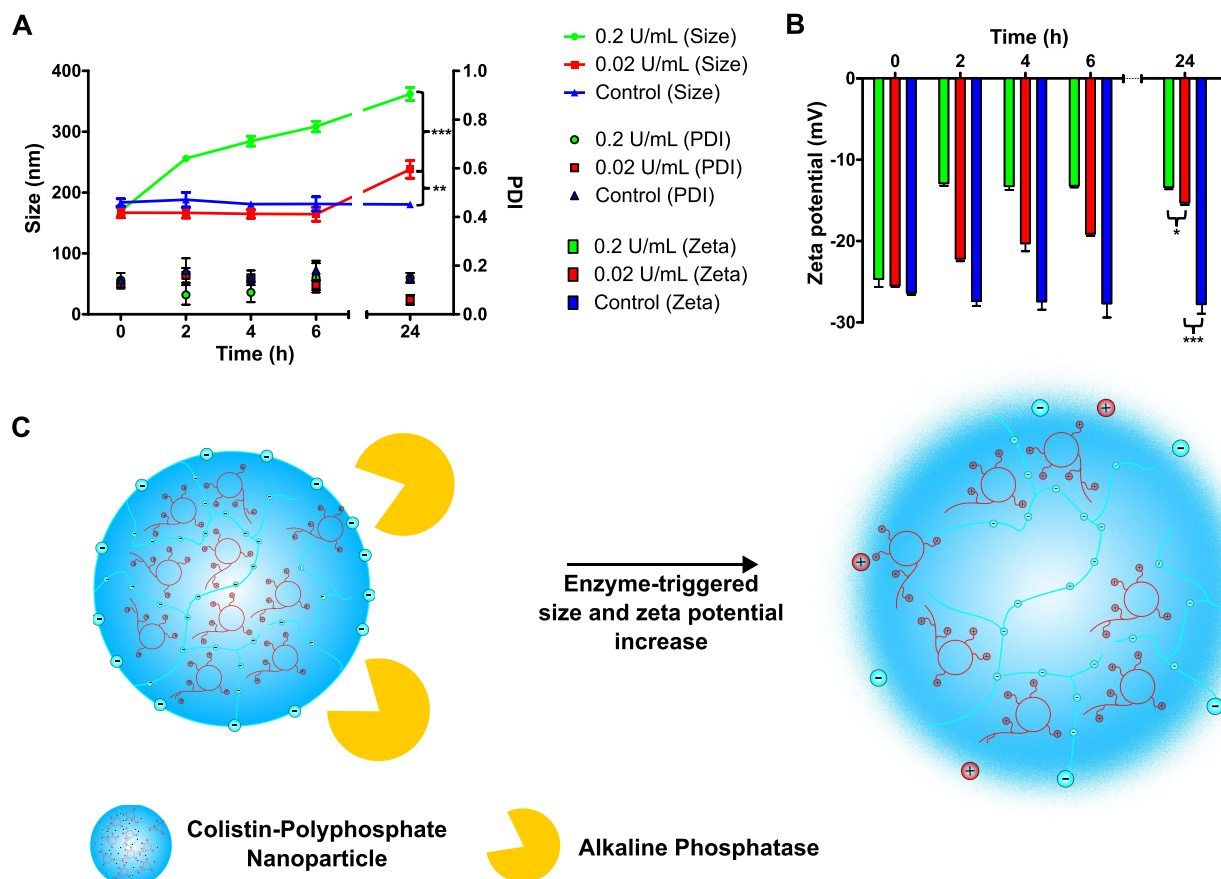 A
400
300
200
100
0
Size (nm)
0
2
4
6
24
Time (h)
1.0
0.8
0.6
0.4
0.2
0.0
PDI
***
**
0.2 U/mL (Size)
0.02 U/mL (Size)
Control (Size)
0.2 U/mL (PDI)
0.02 U/mL (PDI)
Control (PDI)
0.2 U/mL (Zeta)
0.02 U/mL (Zeta)
Control (Zeta)
B
Time (h)
0
2
4
6
24
0
-10
-20
-30
Zeta potential (mV)
*
***
C
Enzyme-triggered
size and zeta potential
increase
Colistin-Polyphosphate
Nanoparticle
Alkaline Phosphatase